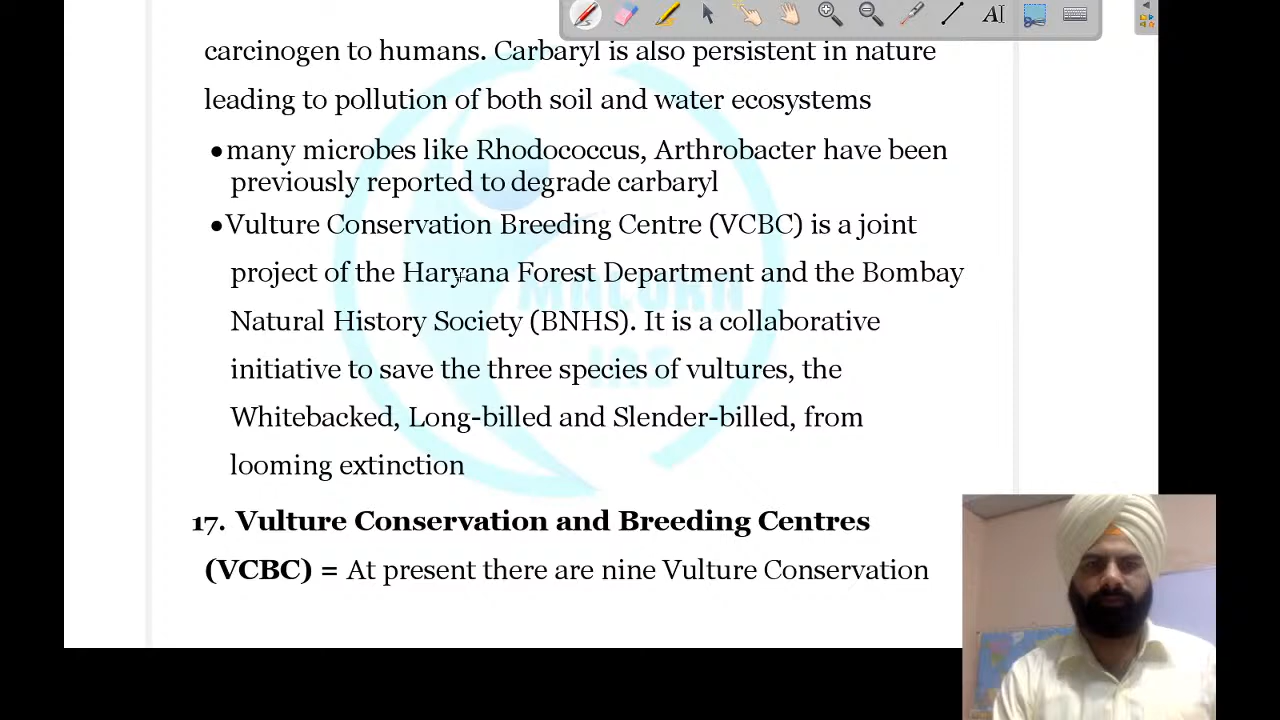 carcinogen to humans. Carbaryl is also persistent in nature
leading to pollution of both soil and water ecosystems
•many microbes like Rhodococcus, Arthrobacter have been
previously reported to degrade carbaryl
•Vulture Conservation Breeding Centre (VCBC) is a joint
project of the Haryana Forest Department and the Bombay
Natural History Society (BNHS). It is a collaborative
initiative to save the three species of vultures, the
Whitebacked, Long-billed and Slender-billed, from
looming extinction
17. Vulture Conservation and Breeding Centres
(VCBC) = At present there are nine Vulture Conservation